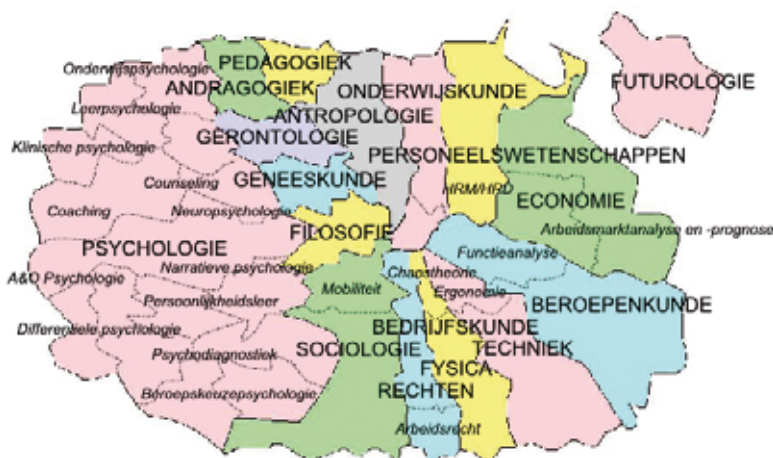 PEDAGOGIEK
Onderwijspsychologie
FUTUROLOGIE
ANDRAGOGIEK
ONDERWIJSKUNDE
Leerpsychologie
ANTROPOLOGIE
GERONTOLOGIE
Klinische psychologie
PERSONEELSWETENSCHAPPEN
Counseling
GENEESKUNDE
HRM/HRD
ECONOMIE
Coaching
Neuropsychologie
FILOSOFIE
Arbeidsmarktanalyse en -prognose
PSYCHOLOGIE
Functieanalyse
Narratieve psychologie
Chaostheorie
A&O Psychologie
Mobiliteit
Ergonomie
Persoonlijkheidsleer
BEROEPENKUNDE
Differentiele psychologie
BEDRIJFSKUNDE
SOCIOLOGIE
TECHNIEK
Psychodiagnostiek
FYSICA
Beroepskeuzepsychologie
RECHTEN
Arbeidsrecht